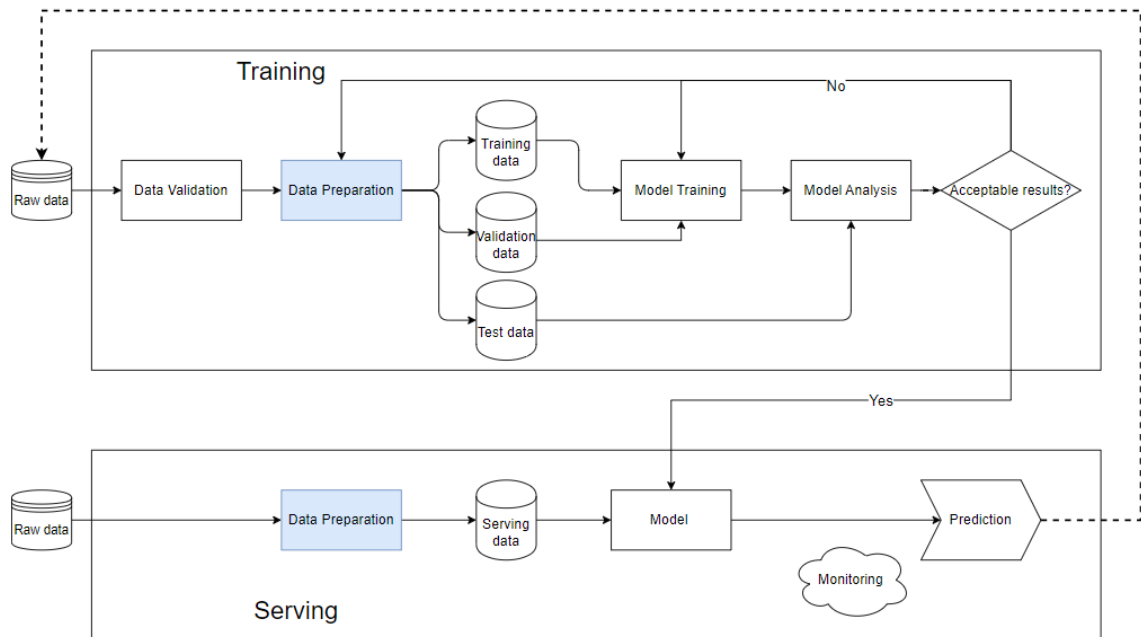 Training
No
Training
data
Raw data
Data Validation
Data Preparation
Model Training
Model Analysis
Acceptable results?
Validation
data
Test data
Yes
Raw data
Data Preparation
Serving
data
Model
Prediction
Monitoring
Serving